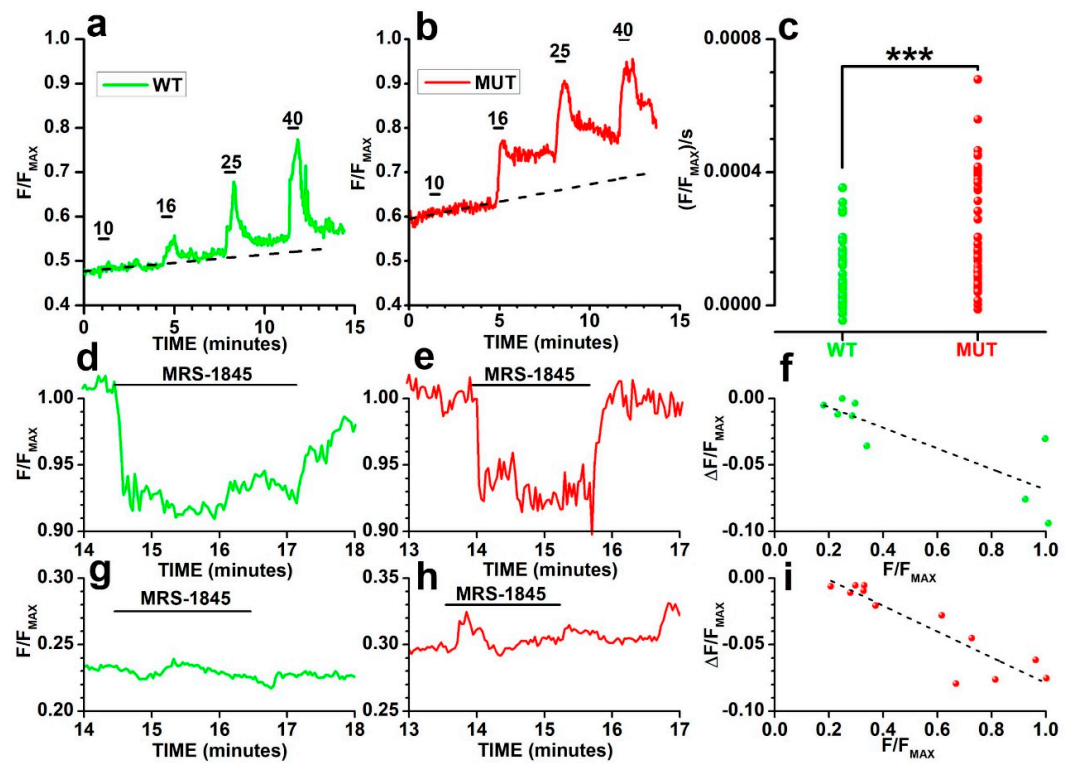 a
F/FMAX
1.0
0.9
0.8
0.7
0.6
0.5
0.4
WT
10
16
25
40
0 5 10 15
TIME (minutes)
b
F/FMAX
1.0
0.9
0.8
0.7
0.6
0.5
0.4
MUT
10
16
25
40
0 5 10 15
TIME (minutes)
c
(F/FMAX)/s
0.0008
0.0004
0.0000
***
WT MUT
d
F/FMAX
1.00
0.95
0.90
MRS-1845
14 15 16 17 18
TIME (minutes)
e
1.00
0.95
0.90
MRS-1845
13 14 15 16 17
TIME (minutes)
f
ΔF/FMAX
0.00
-0.05
-0.10
0.0 0.2 0.4 0.6 0.8 1.0
F/FMAX
g
F/FMAX
0.30
0.25
0.20
MRS-1845
14 15 16 17 18
TIME (minutes)
h
0.35
0.30
0.25
MRS-1845
13 14 15 16 17
TIME (minutes)
i
ΔF/FMAX
0.00
-0.05
-0.10
0.0 0.2 0.4 0.6 0.8 1.0
F/FMAX